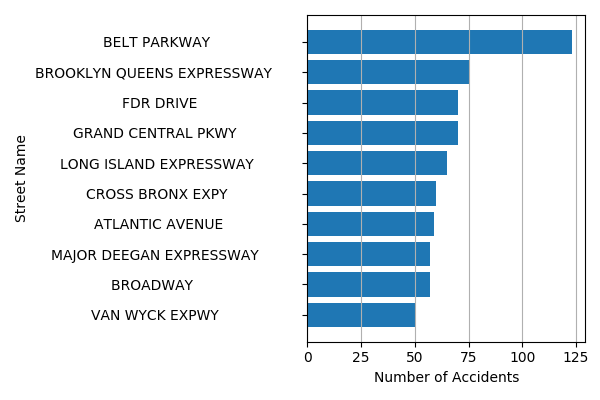 BELT PARKWAY
BROOKLYN QUEENS EXPRESSWAY
FDR DRIVE
GRAND CENTRAL PKWY
LONG ISLAND EXPRESSWAY
CROSS BRONX EXPY
ATLANTIC AVENUE
MAJOR DEEGAN EXPRESSWAY
BROADWAY
VAN WYCK EXPWY
Street Name
0 25 50 75 100 125
Number of Accidents